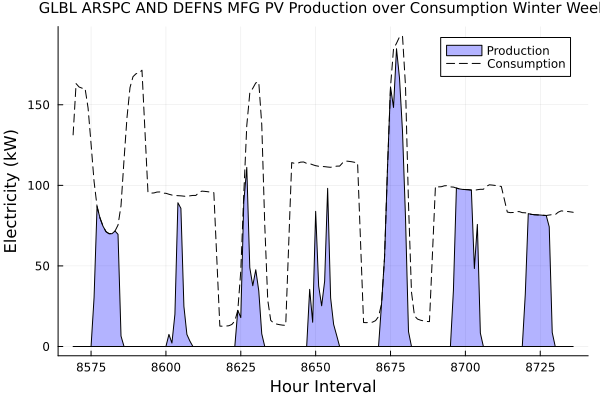 GLBL ARSPC AND DEFNS MFG PV Production over Consumption Winter
Production
Consumption
Electricity (kW)
150
100
50
0
8575 8600 8625 8650 8675 8700 8725
Hour Interval